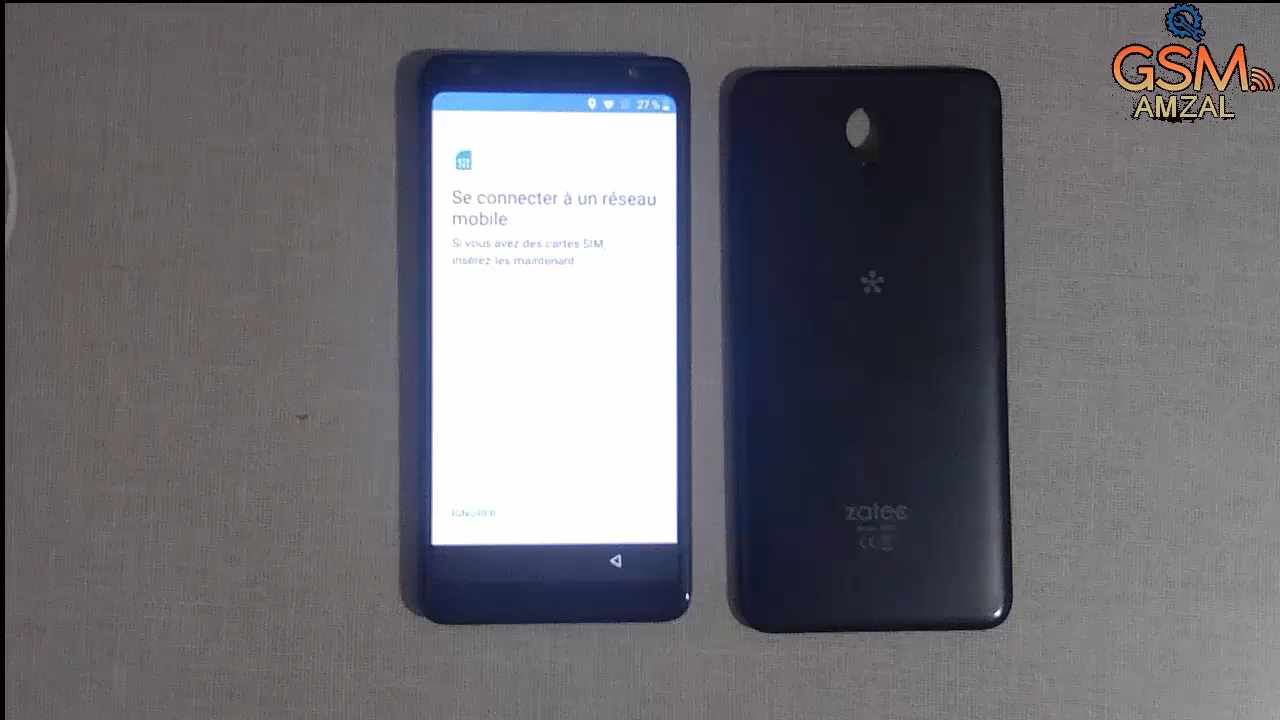 GSM
AMZAL
27 %
Se connecter à un réseau
mobile
Si vous avez des cartes SIM,
insérez-les maintenant
IGNORER
zatec
CE